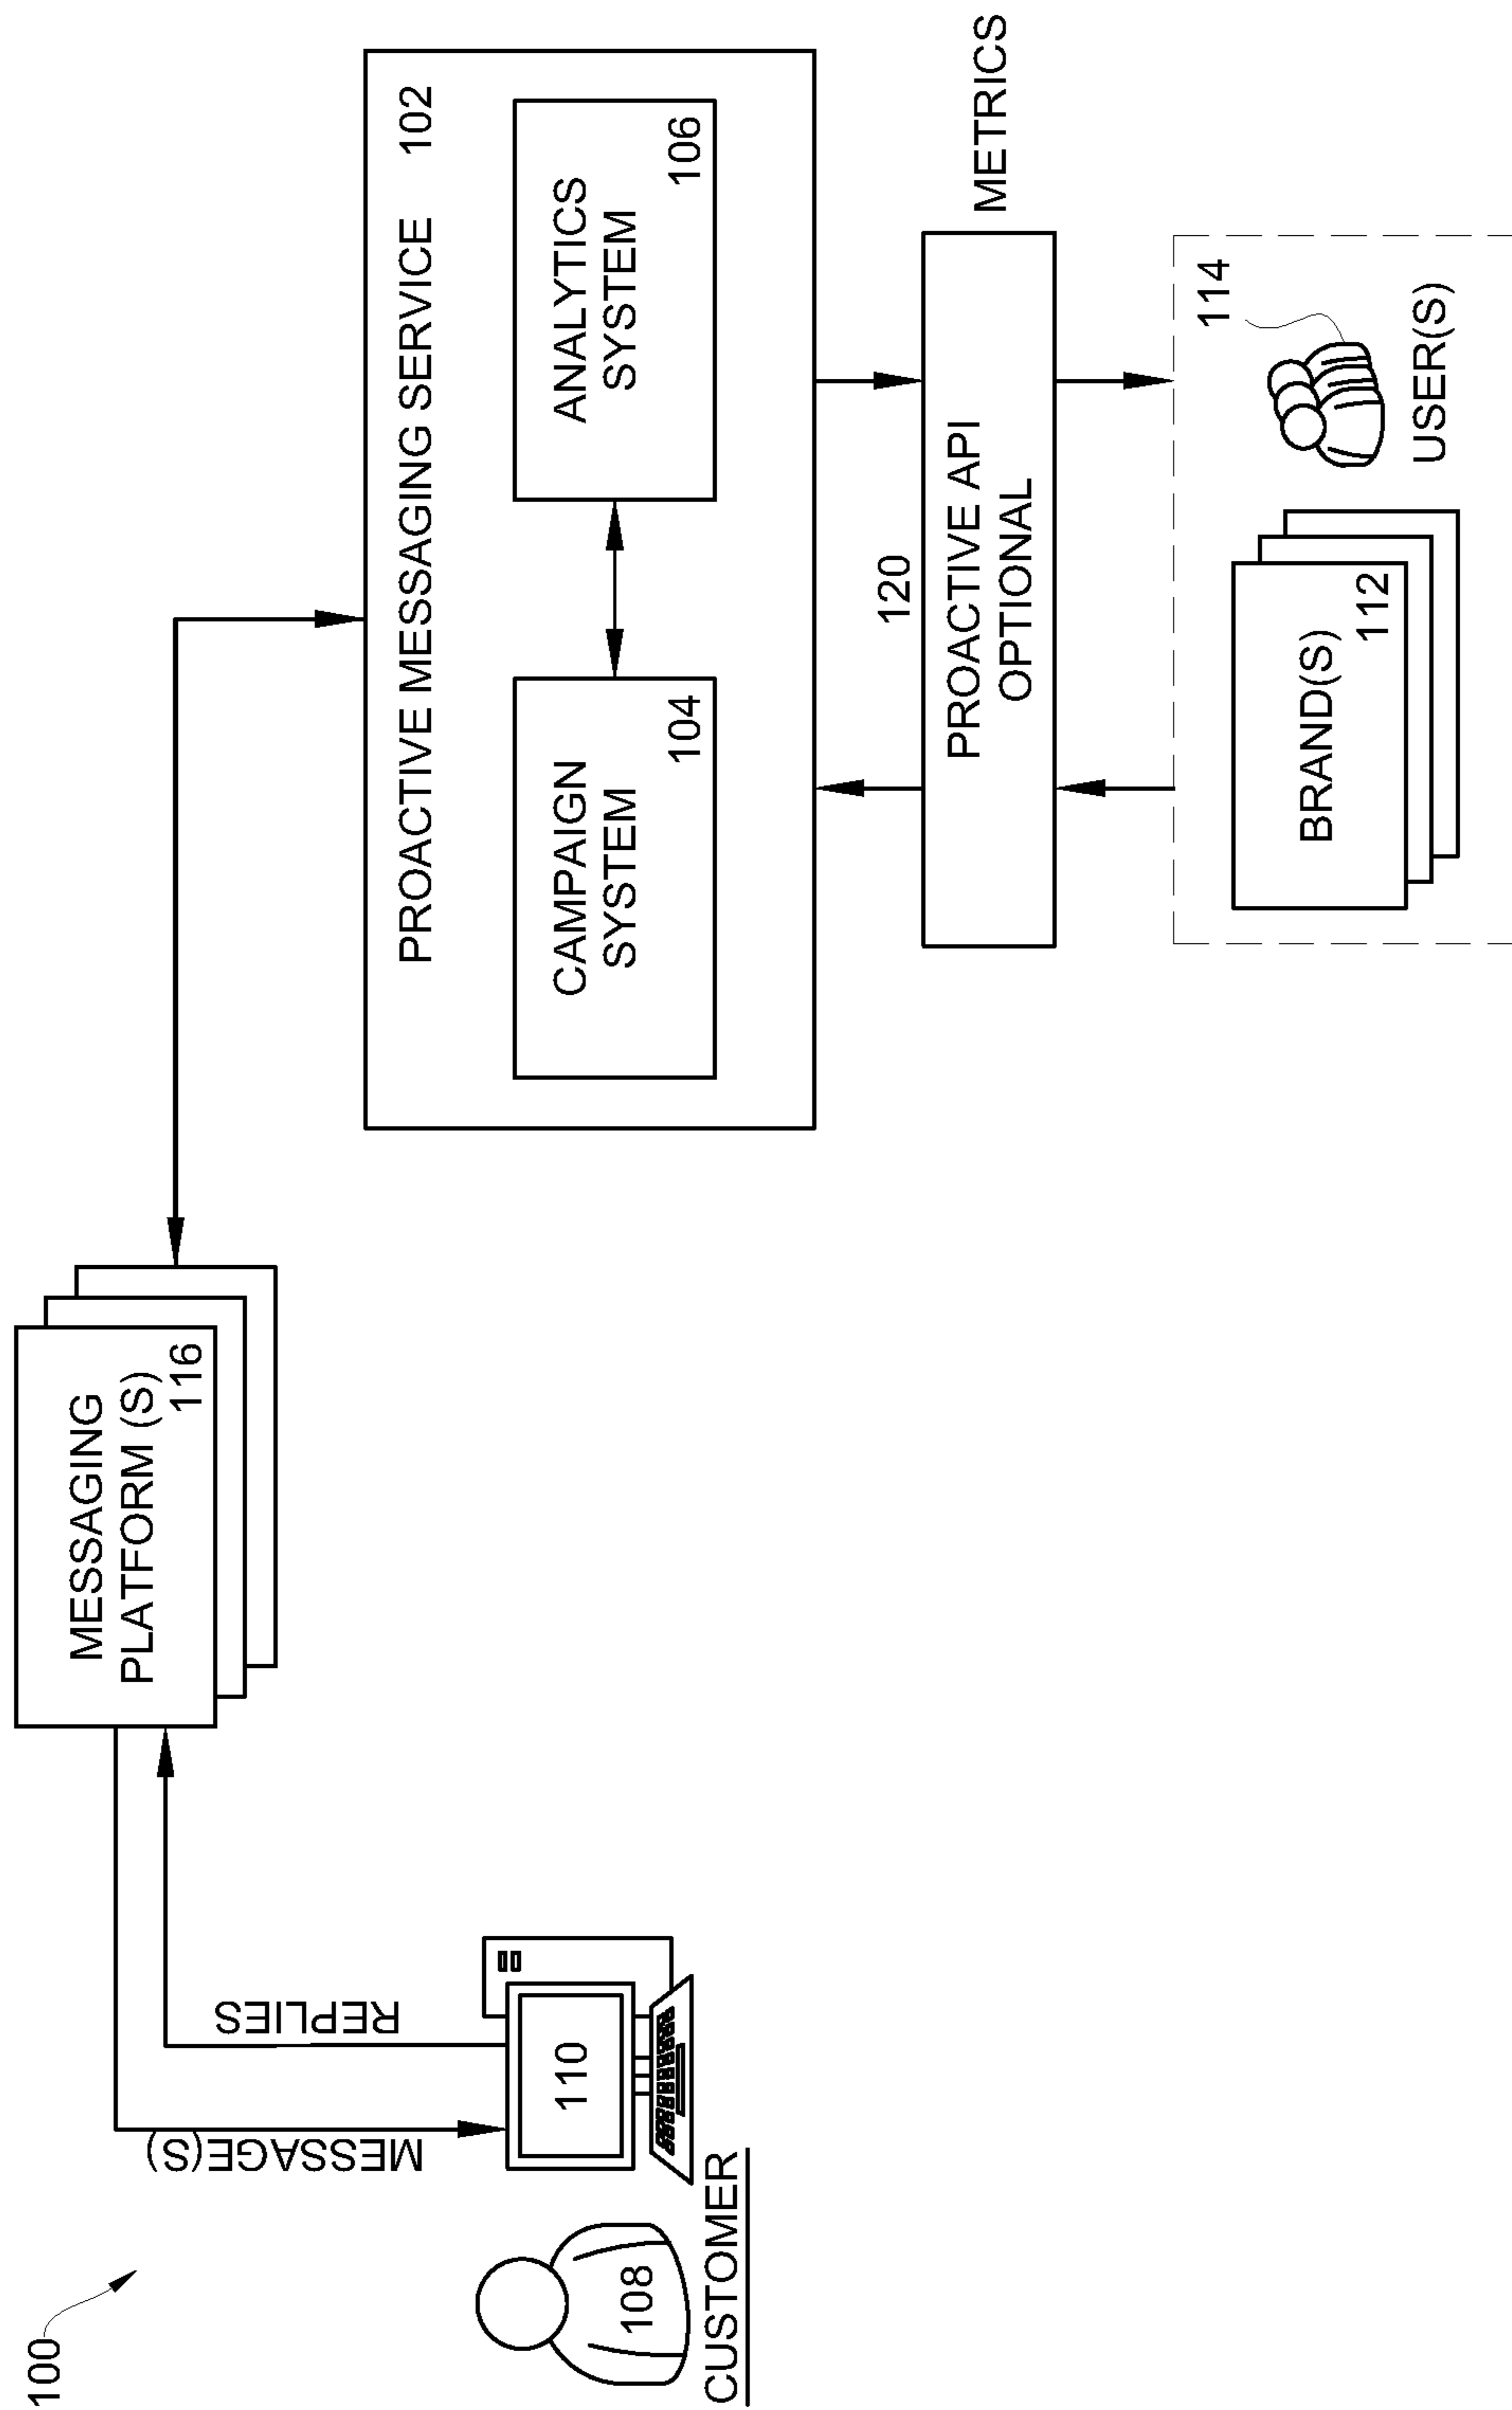 100
MESSAGING
PLATFORM (S)
116
MESSAGE(S)
REPLIES
110
108
CUSTOMER
PROACTIVE MESSAGING SERVICE 102
CAMPAIGN
SYSTEM
104
ANALYTICS
SYSTEM
106
120
PROACTIVE API
OPTIONAL
METRICS
BRAND(S)
112
114
USER(S)